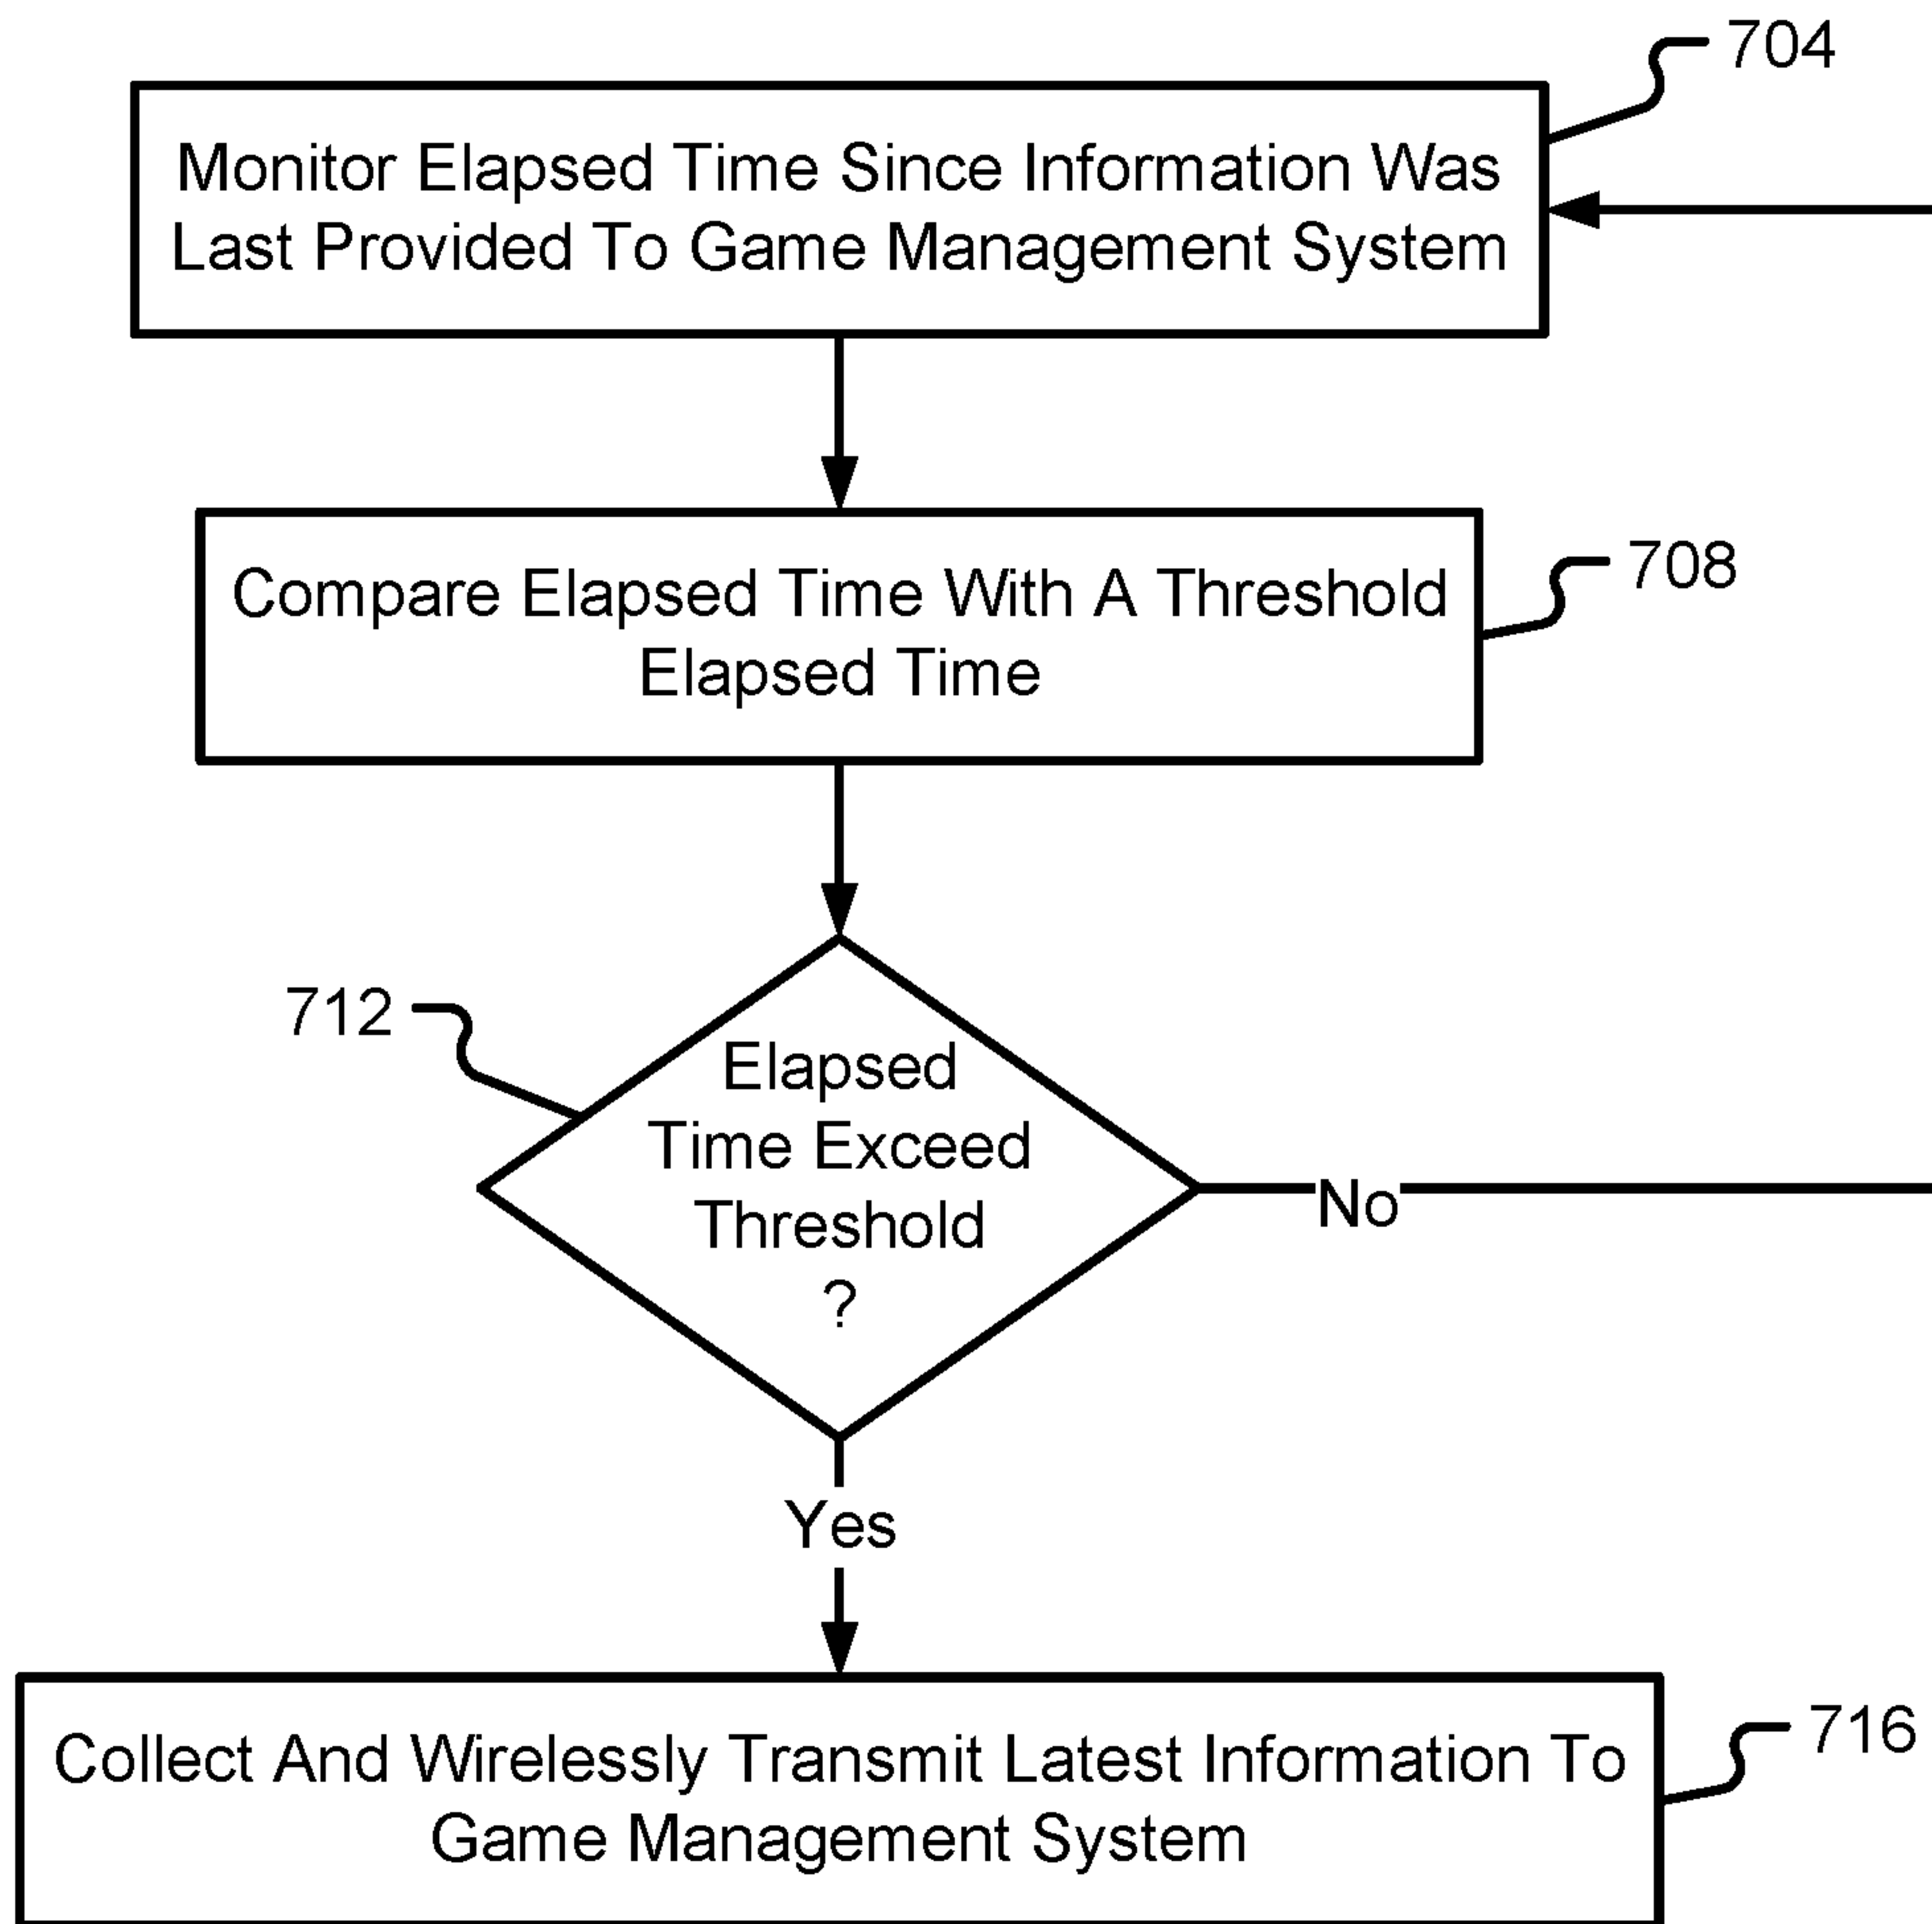 704
Monitor Elapsed Time Since Information Was
Last Provided To Game Management System
708
Compare Elapsed Time With A Threshold
Elapsed Time
712
Elapsed
Time Exceed
Threshold
?
No
Yes
716
Collect And Wirelessly Transmit Latest Information To
Game Management System